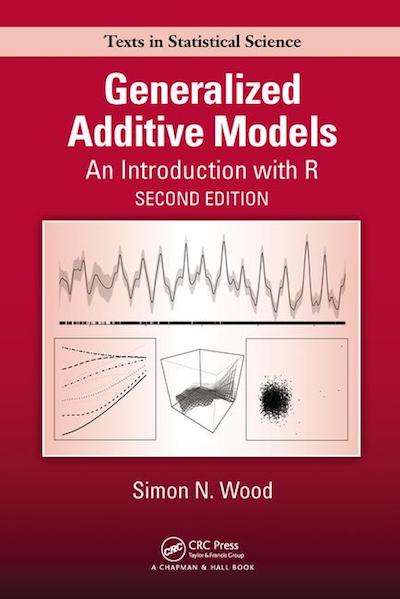 Texts in Statistical Science
Generalized
Additive Models
An Introduction with R
SECOND EDITION
Simon N. Wood
CRC
CRC Press
Taylor & Francis Group
A CHAPMAN & HALL BOOK